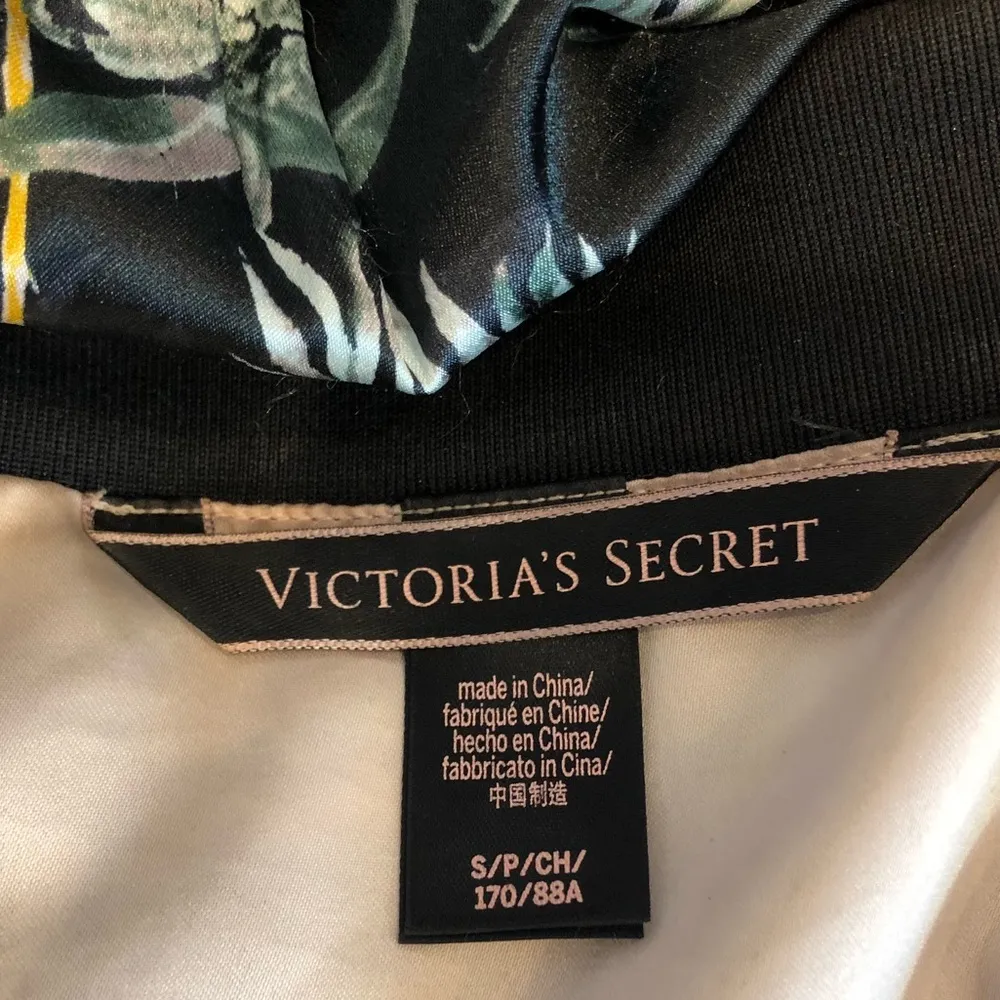 VICTORIA'S SECRET
made in China/
fabriqué en Chine/
hecho en China/
fabbricato in Cina/
中国制造
S/P/CH/
170/88A